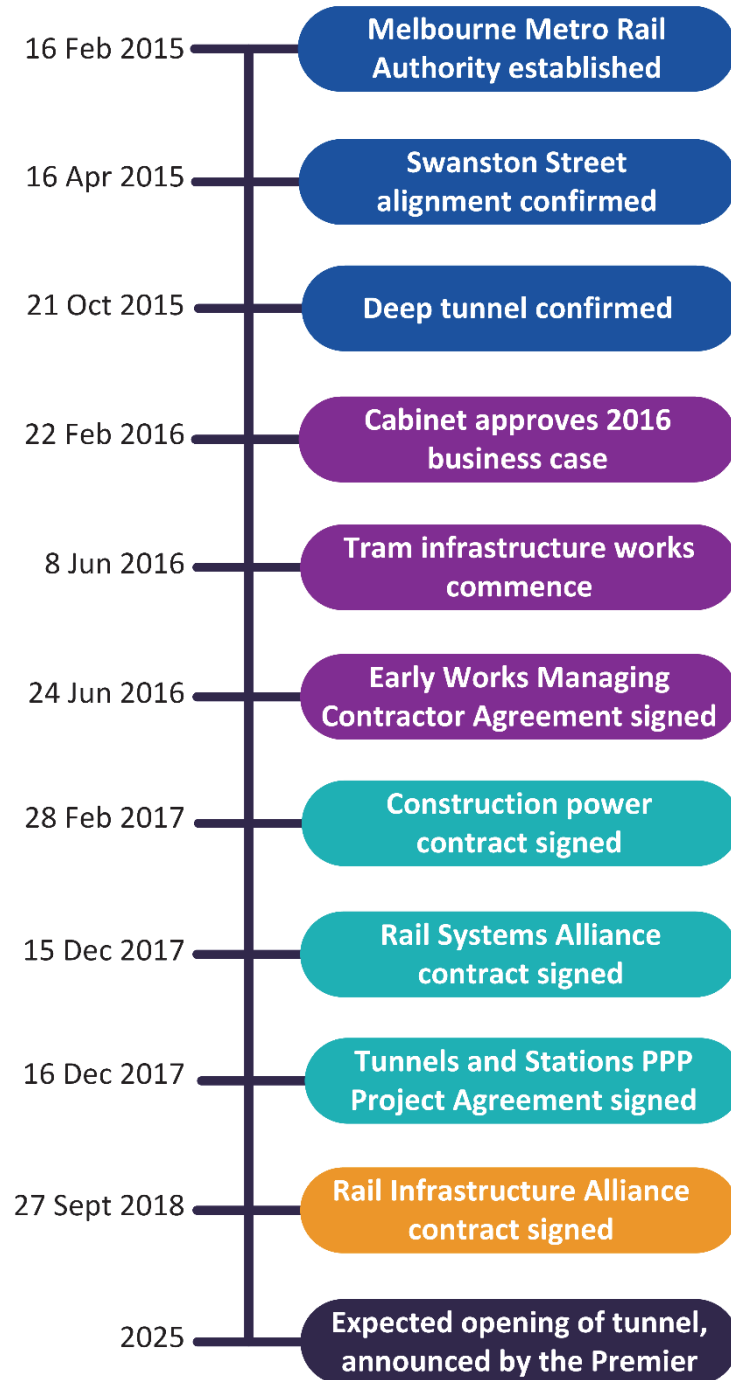 16 Feb 2015
Melbourne Metro Rail
Authority established
16 Apr 2015
Swanston Street
alignment confirmed
21 Oct 2015
Deep tunnel confirmed
22 Feb 2016
Cabinet approves 2016
business case
8 Jun 2016
Tram infrastructure works
commence
24 Jun 2016
Early Works Managing
Contractor Agreement signed
28 Feb 2017
Construction power
contract signed
15 Dec 2017
Rail Systems Alliance
contract signed
16 Dec 2017
Tunnels and Stations PPP
Project Agreement signed
27 Sept 2018
Rail Infrastructure Alliance
contract signed
2025
Expected opening of tunnel,
announced by the Premier